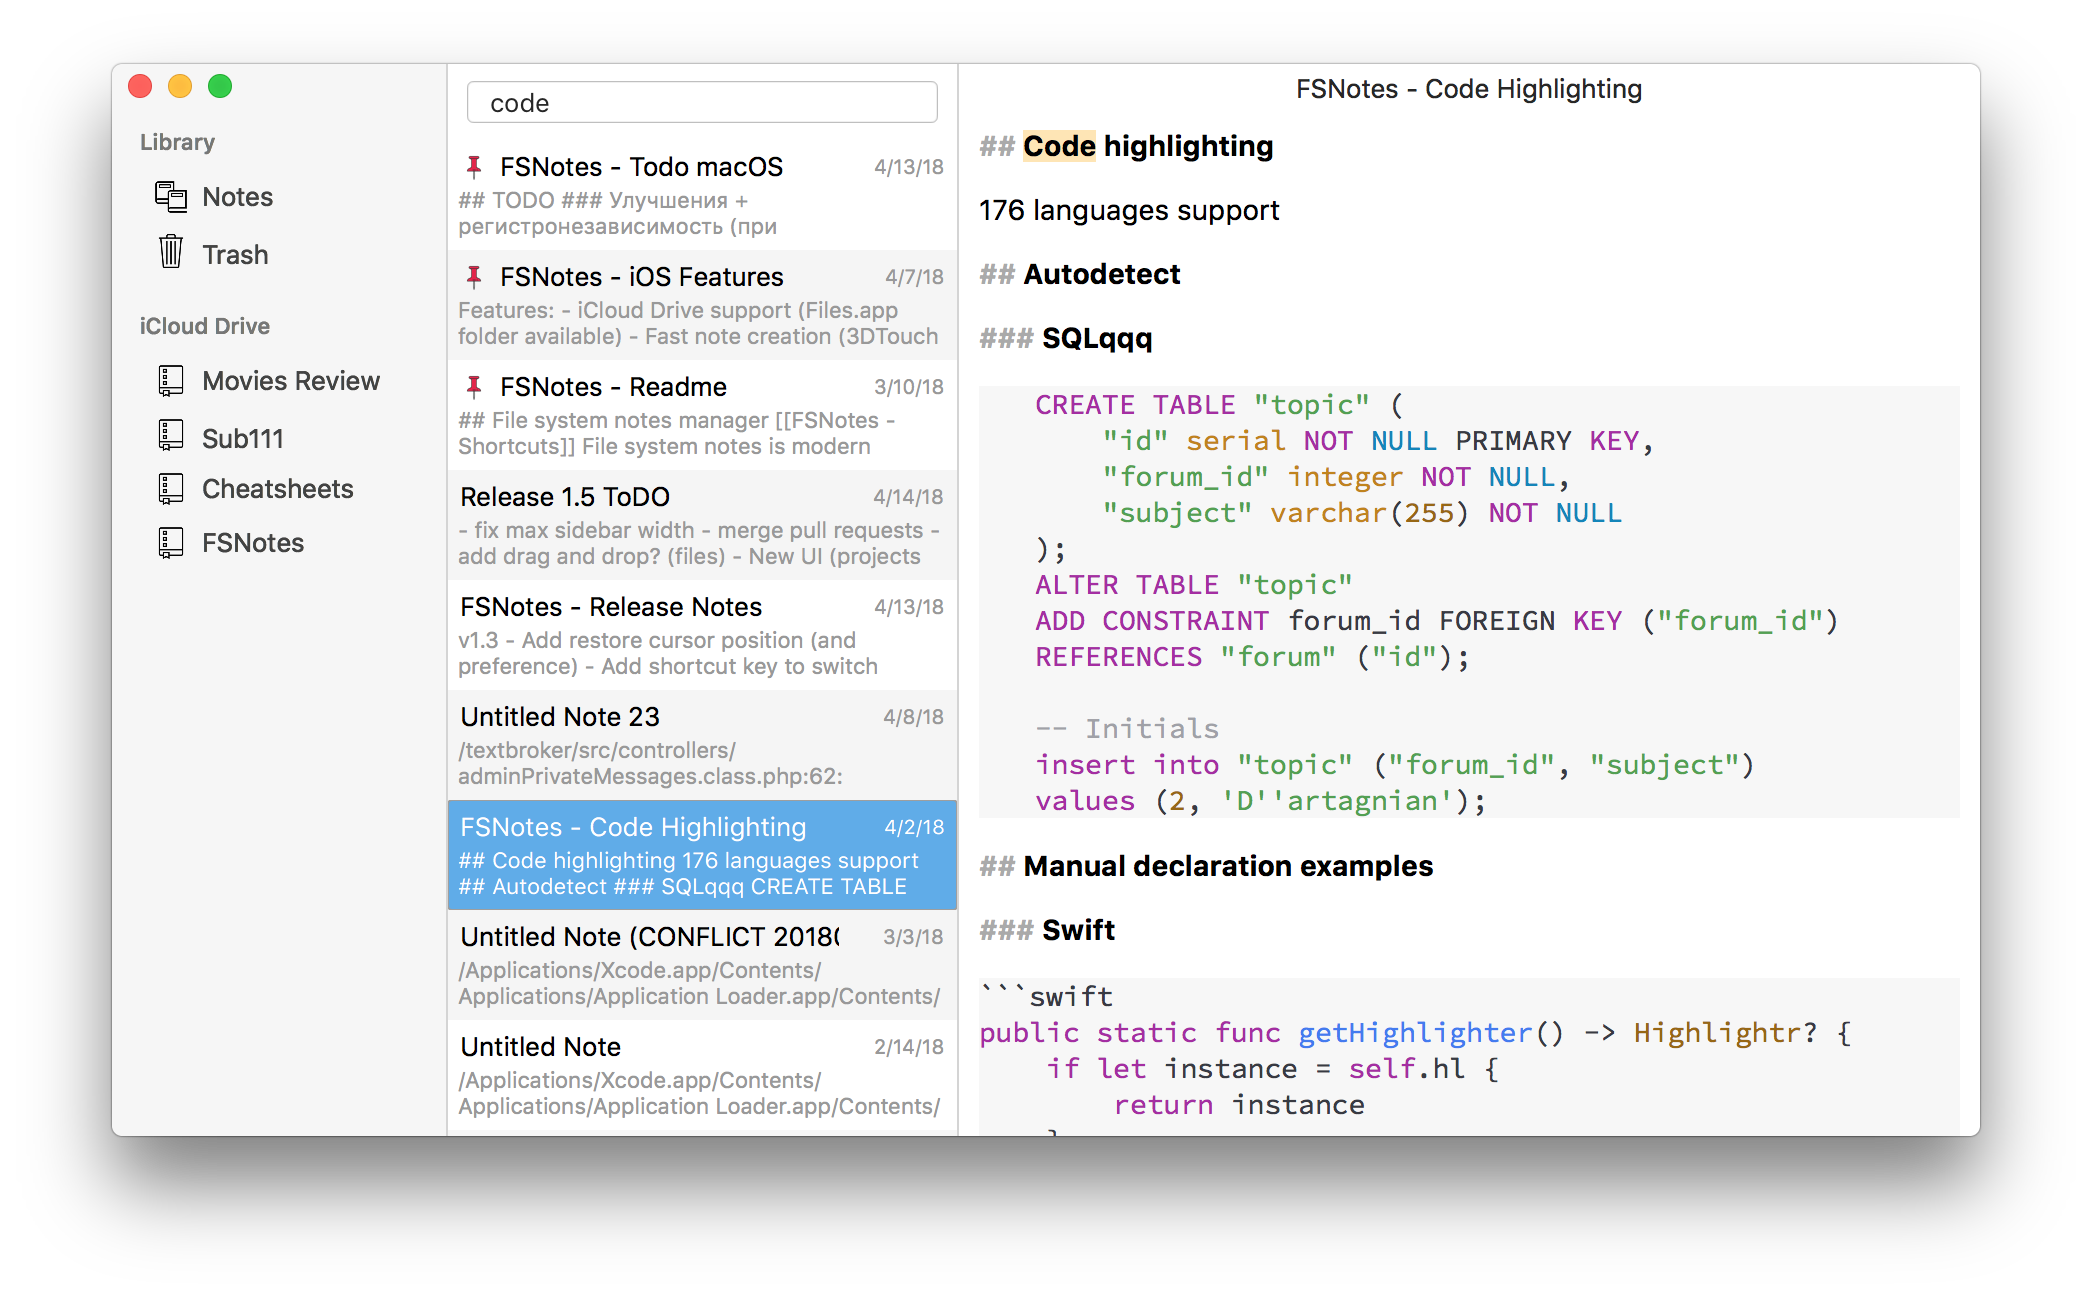 Library
Notes
Trash
iCloud Drive
Movies Review
Sub111
Cheatsheets
FSNotes
code
FSNotes - Todo macOS 4/13/18
## TODO ### Улучшения +
регистронезависимость (при
FSNotes - iOS Features 4/7/18
Features: - iCloud Drive support (Files.app
folder available) - Fast note creation (3DTouch
FSNotes - Readme 3/10/18
## File system notes manager [[FSNotes -
Shortcuts]] File system notes is modern
Release 1.5 ToDO 4/14/18
- fix max sidebar width - merge pull requests -
add drag and drop? (files) - New UI (projects
FSNotes - Release Notes 4/13/18
v1.3 - Add restore cursor position (and
preference) - Add shortcut key to switch
Untitled Note 23 4/8/18
/textbroker/src/controllers/
adminPrivateMessages.class.php:62:
FSNotes - Code Highlighting 4/2/18
## Code highlighting 176 languages support
## Autodetect ### SQLqqq CREATE TABLE
Untitled Note (CONFLICT 2018 3/3/18
/Applications/Xcode.app/Contents/
Applications/Application Loader.app/Contents/
Untitled Note 2/14/18
/Applications/Xcode.app/Contents/
Applications/Application Loader.app/Contents/
FSNotes - Code Highlighting
## Code highlighting
176 languages support
## Autodetect
### SQLqqq
CREATE TABLE "topic" (
"id" serial NOT NULL PRIMARY KEY,
"forum_id" integer NOT NULL,
"subject" varchar(255) NOT NULL
);
ALTER TABLE "topic"
ADD CONSTRAINT forum_id FOREIGN KEY ("forum_id")
REFERENCES "forum" ("id");
-- Initials
insert into "topic" ("forum_id", "subject")
values (2, 'D''artagnian');
## Manual declaration examples
### Swift
```swift
public static func getHighlighter() -> Highlightr? {
if let instance = self.hl {
return instance